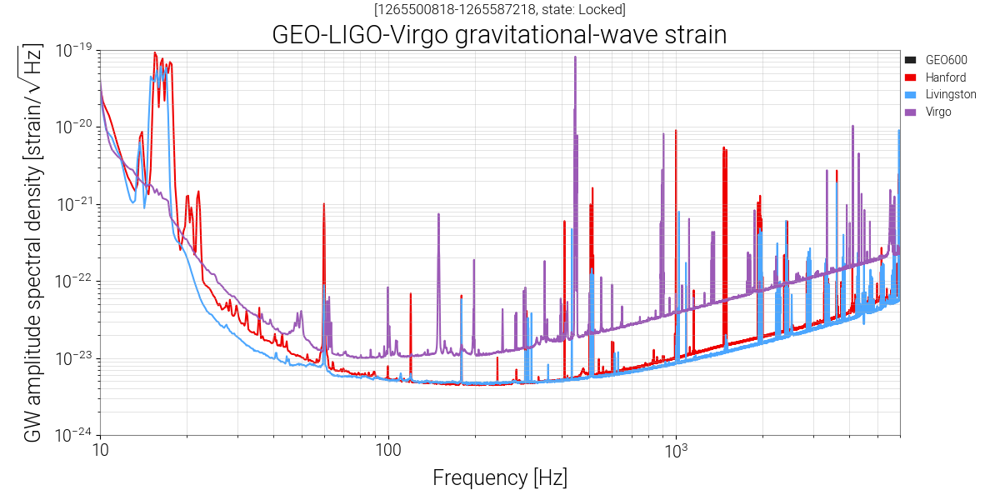 [1265500818-1265587218, state: Locked]
GEO-LIGO-Virgo gravitational-wave strain
GW amplitude spectral density [strain/√Hz]
10⁻¹⁹
10⁻²⁰
10⁻²¹
10⁻²²
10⁻²³
10⁻²⁴
10
100
10³
Frequency [Hz]
GEO600
Hanford
Livingston
Virgo